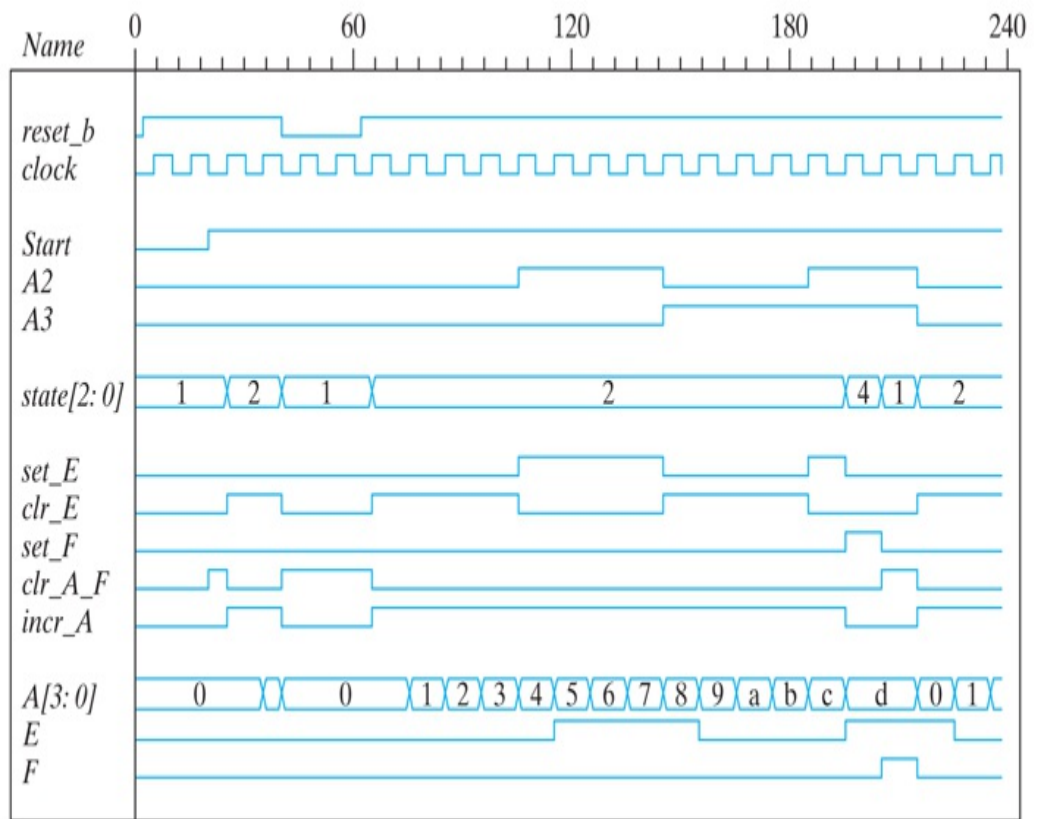 0 60 120 180 240
Name
reset_b
clock
Start
A2
A3
state[2: 0] 1 2 1 2 4 1 2
set_E
clr_E
set_F
clr_A_F
incr_A
A[3: 0] 0 0 1 2 3 4 5 6 7 8 9 a b c d 0 1
E
F